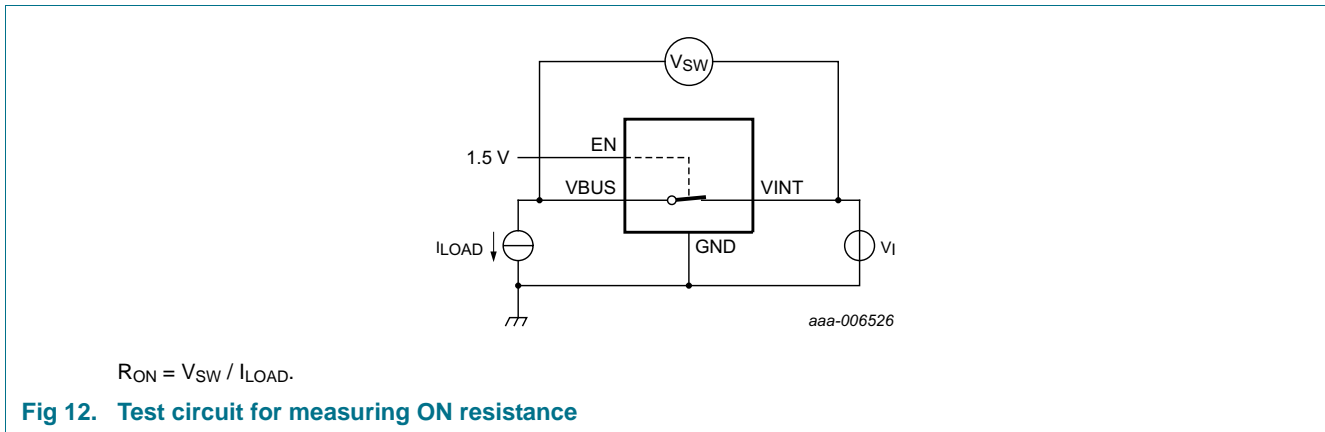 VSW
EN
1.5 V
VBUS
VINT
ILOAD
GND
VI
aaa-006526
RON = VSW / ILOAD.
Fig 12. Test circuit for measuring ON resistance